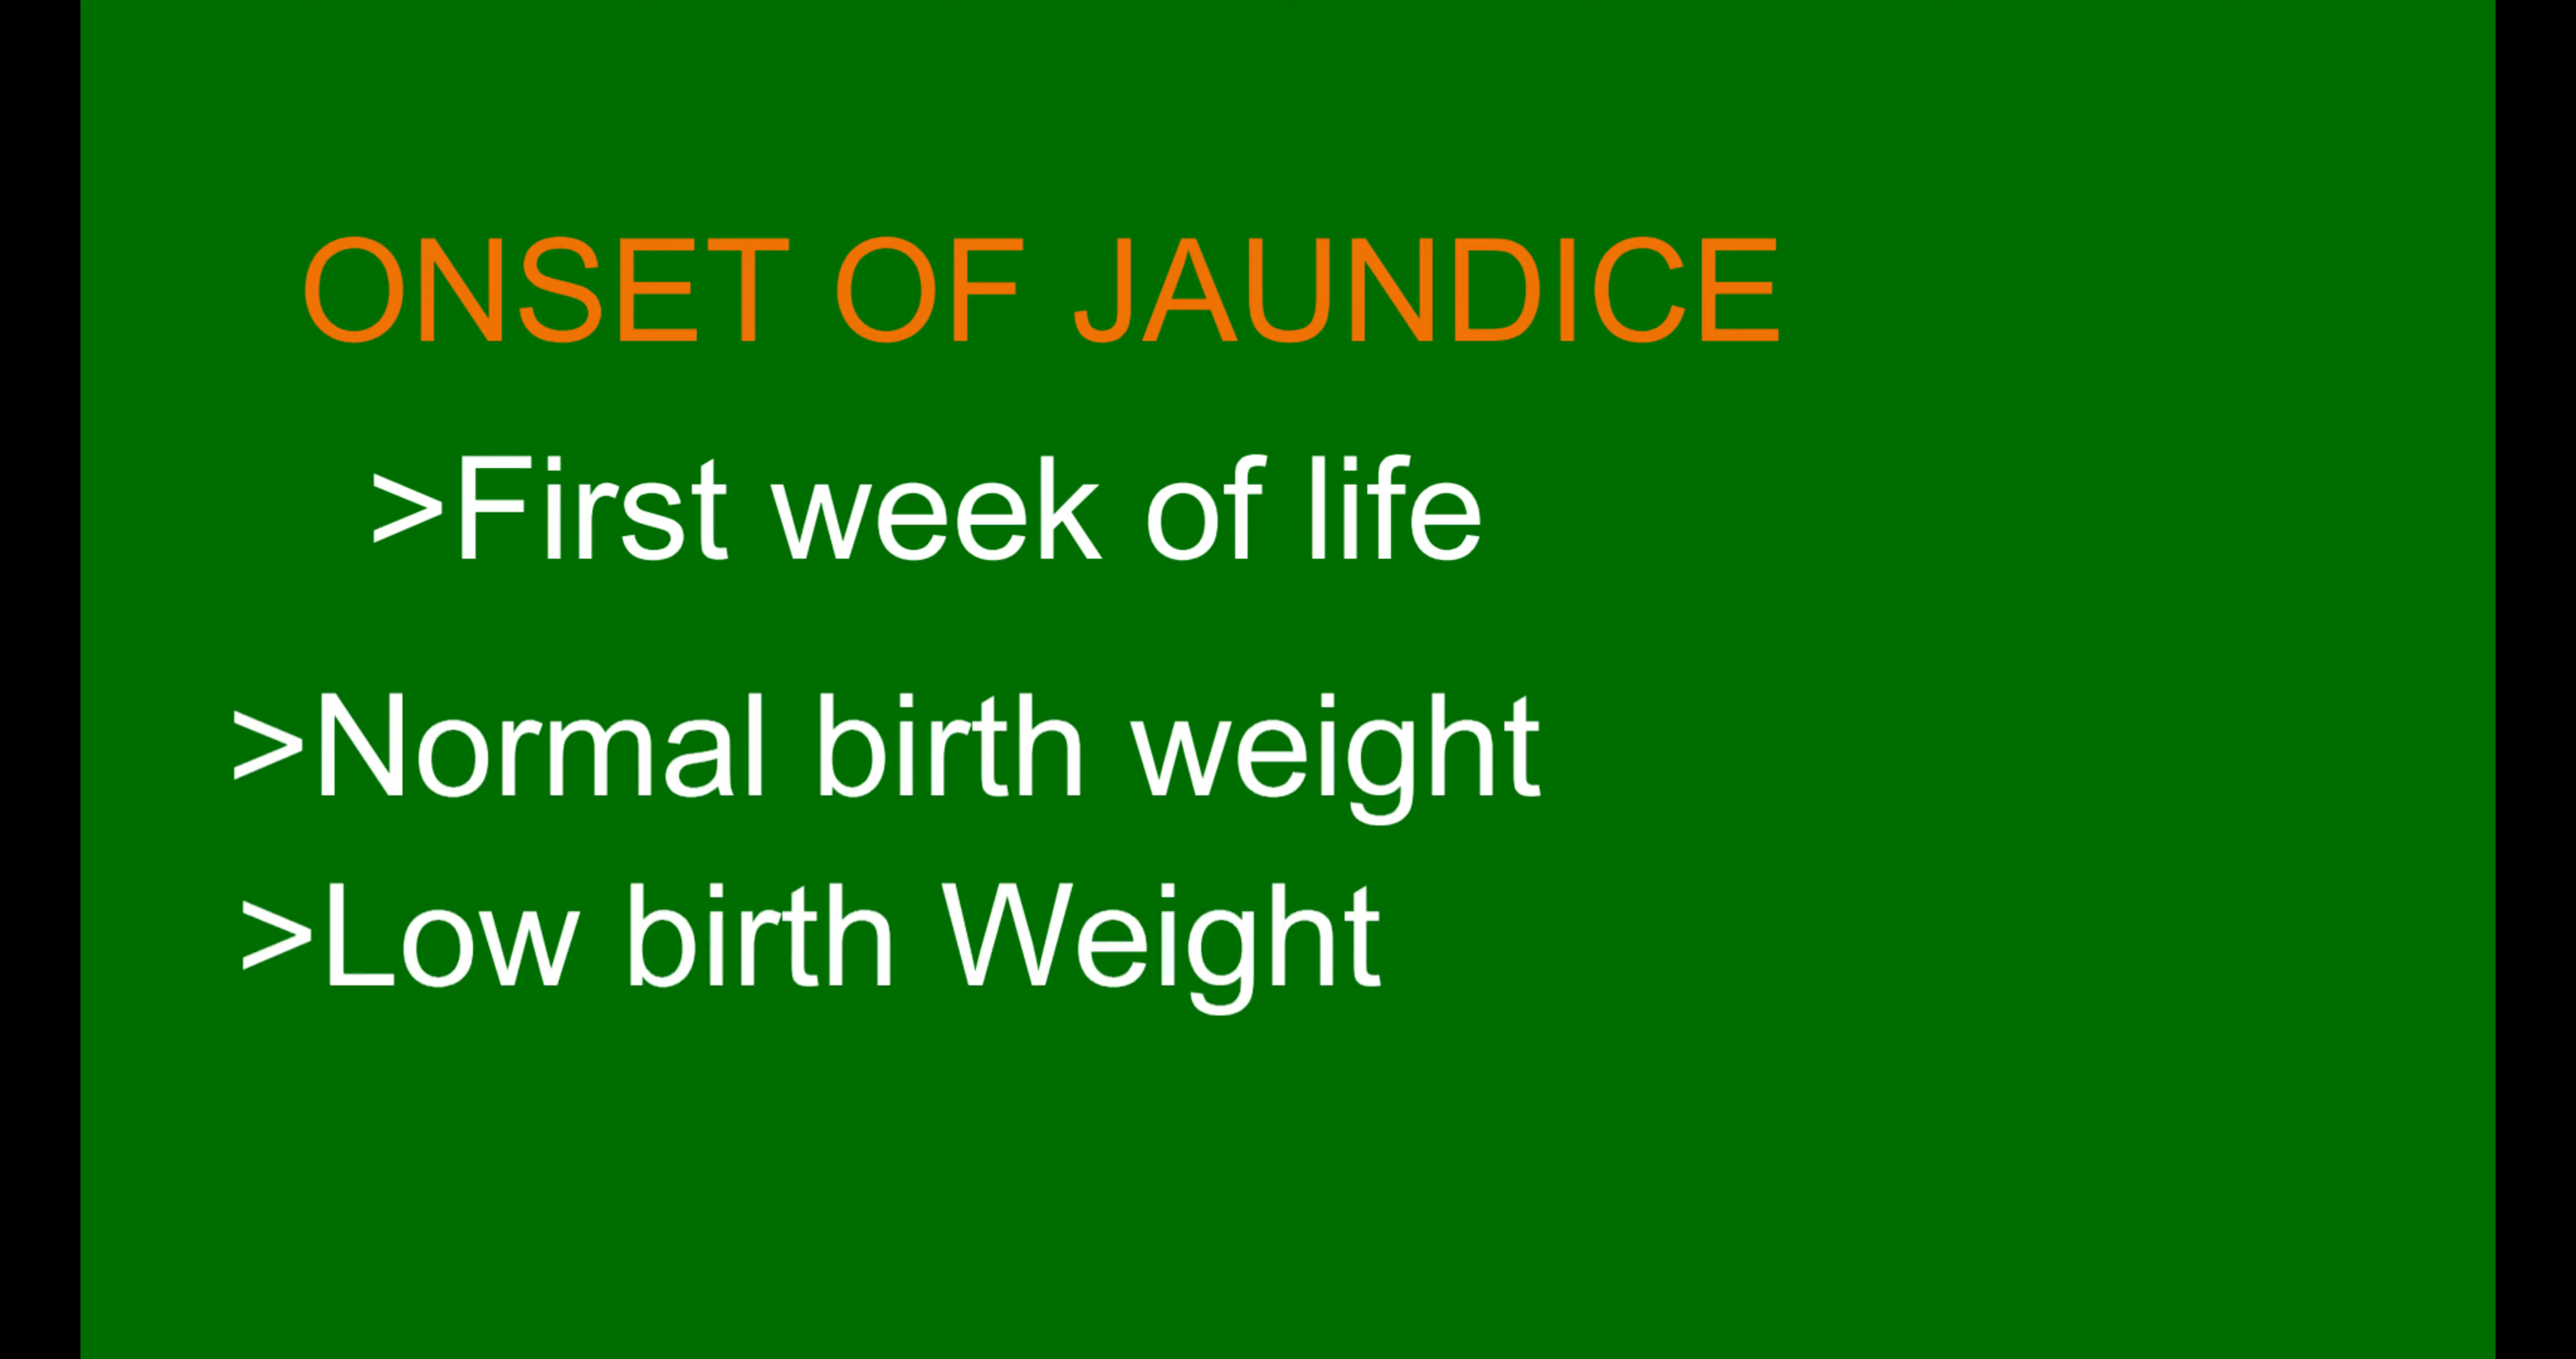 ONSET OF JAUNDICE
>First week of life
>Normal birth weight
>Low birth Weight